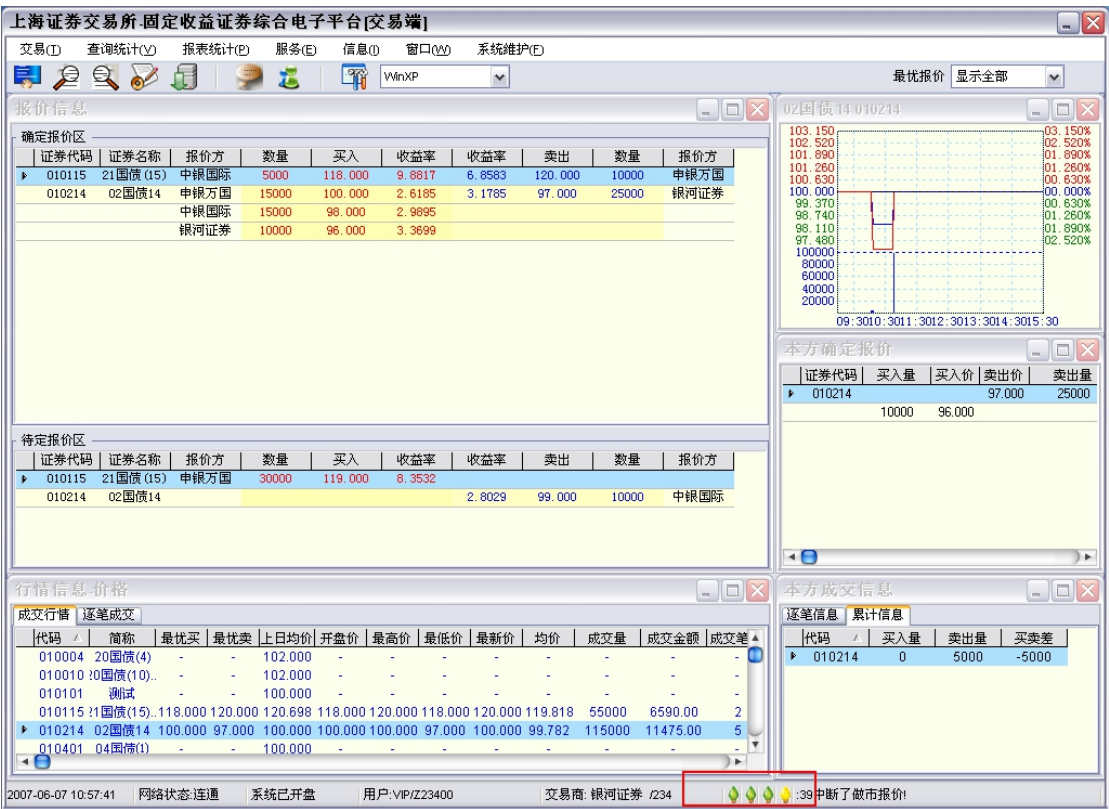 上海证券交易所-固定收益证券综合电子平台[交易端]
交易(T) 查询统计(V) 报表统计(P) 服务(E) 信息(I) 窗口(W) 系统维护(F)
WinXP 最优报价 显示全部
报价信息
确定报价区
证券代码 证券名称 报价方 数量 买入 收益率 收益率 卖出 数量 报价方
010115 21国债(15) 中银国际 5000 118.000 9.8817 6.8583 120.000 10000 申银万国
010214 02国债14 申银万国 15000 100.000 2.6185 3.1785 97.000 25000 银河证券
中银国际 15000 98.000 2.9895
银河证券 10000 96.000 3.3699
待定报价区
证券代码 证券名称 报价方 数量 买入 收益率 收益率 卖出 数量 报价方
010115 21国债(15) 申银万国 30000 119.000 8.3532
010214 02国债14 2.8029 99.000 10000 中银国际
02国债14 010214
103.150 03.150%
102.520 02.520%
101.890 01.890%
101.260 01.260%
100.630 00.630%
100.000 00.000%
99.370 00.630%
98.740 01.260%
98.110 01.890%
97.480 02.520%
100000
80000
60000
40000
20000
09:3010:3011:3012:3013:3014:3015:30
本方确定报价
证券代码 买入量 买入价 卖出价 卖出量
010214 97.000 25000
10000 96.000
行情信息-价格
成交行情 逐笔成交
代码 简称 最优买 最优卖 上日均价 开盘价 最高价 最低价 最新价 均价 成交量 成交金额 成交笔
010004 20国债(4) - - 102.000 - - - - - - - -
010010 20国债(10).. - - 102.000 - - - - - - - -
010101 测试 - - 100.000 - - - - - - - -
010115 21国债(15).. 118.000 120.000 120.698 118.000 120.000 118.000 120.000 119.818 55000 6590.00 2
010214 02国债14 100.000 97.000 100.000 100.000 100.000 97.000 100.000 99.782 115000 11475.00 5
010401 04国债(1) - - 100.000 - - - - - - - -
本方成交信息
逐笔信息 累计信息
代码 买入量 卖出量 买卖差
010214 0 5000 -5000
2007-06-07 10:57:41 网络状态:连通 系统已开盘 用户:VIP/Z23400 交易商: 银河证券 /234 :39中断了做市报价!